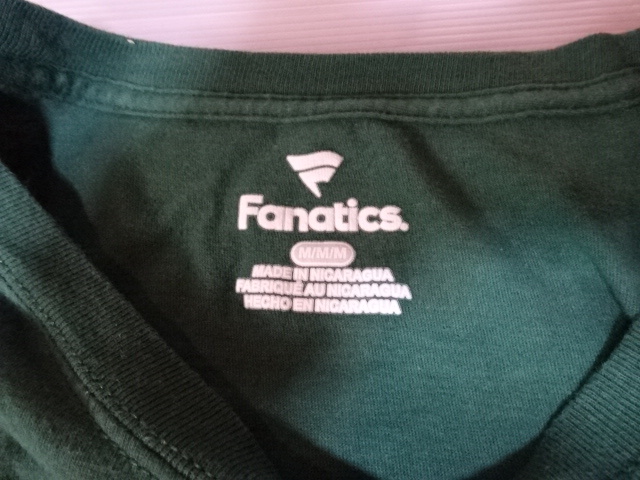 Fanatics.
M/M/M
MADE IN NICARAGUA
FABRIQUÉ AU NICARAGUA
HECHO EN NICARAGUA